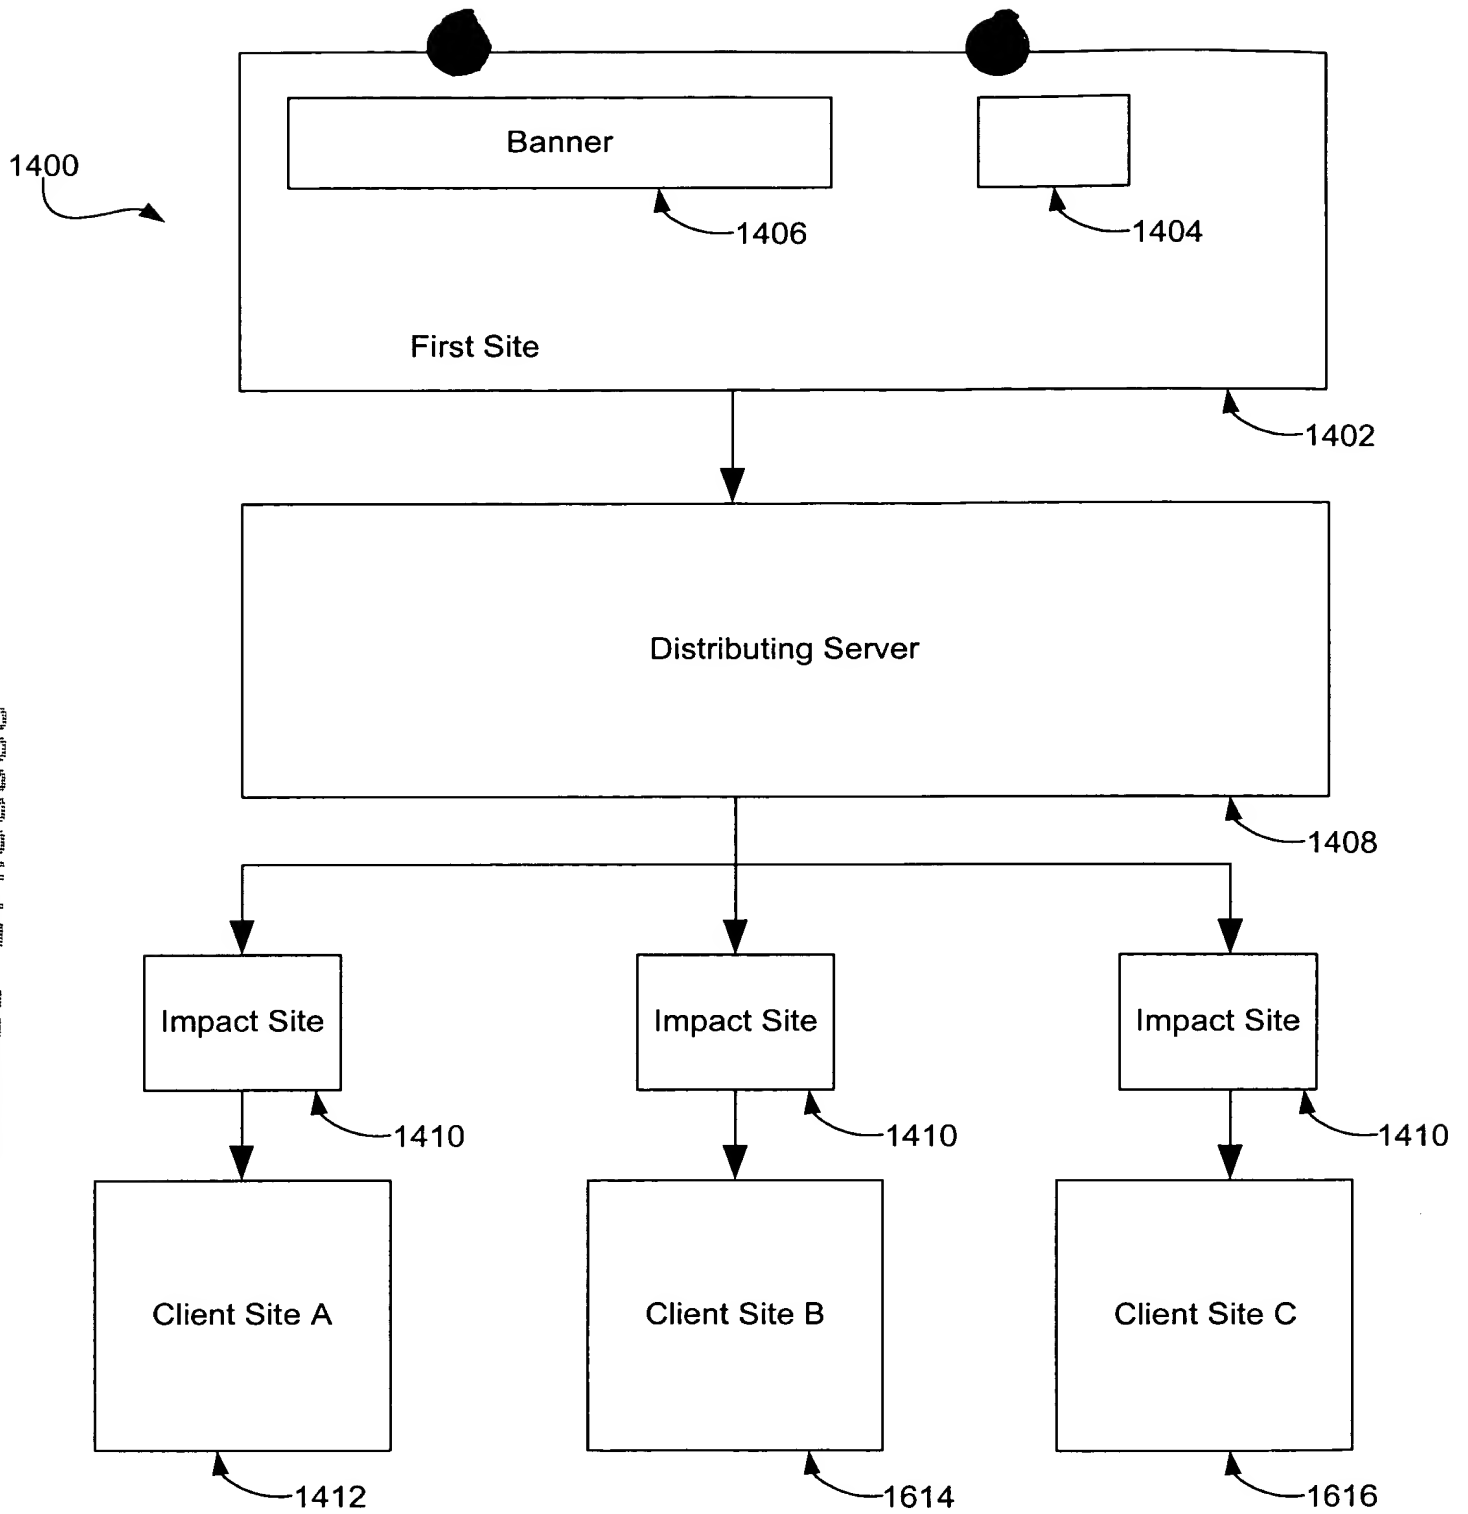 Banner
1400
1406
1404
First Site
1402
Distributing Server
1408
Impact Site
Impact Site
Impact Site
1410
1410
1410
Client Site A
Client Site B
Client Site C
1412
1614
1616